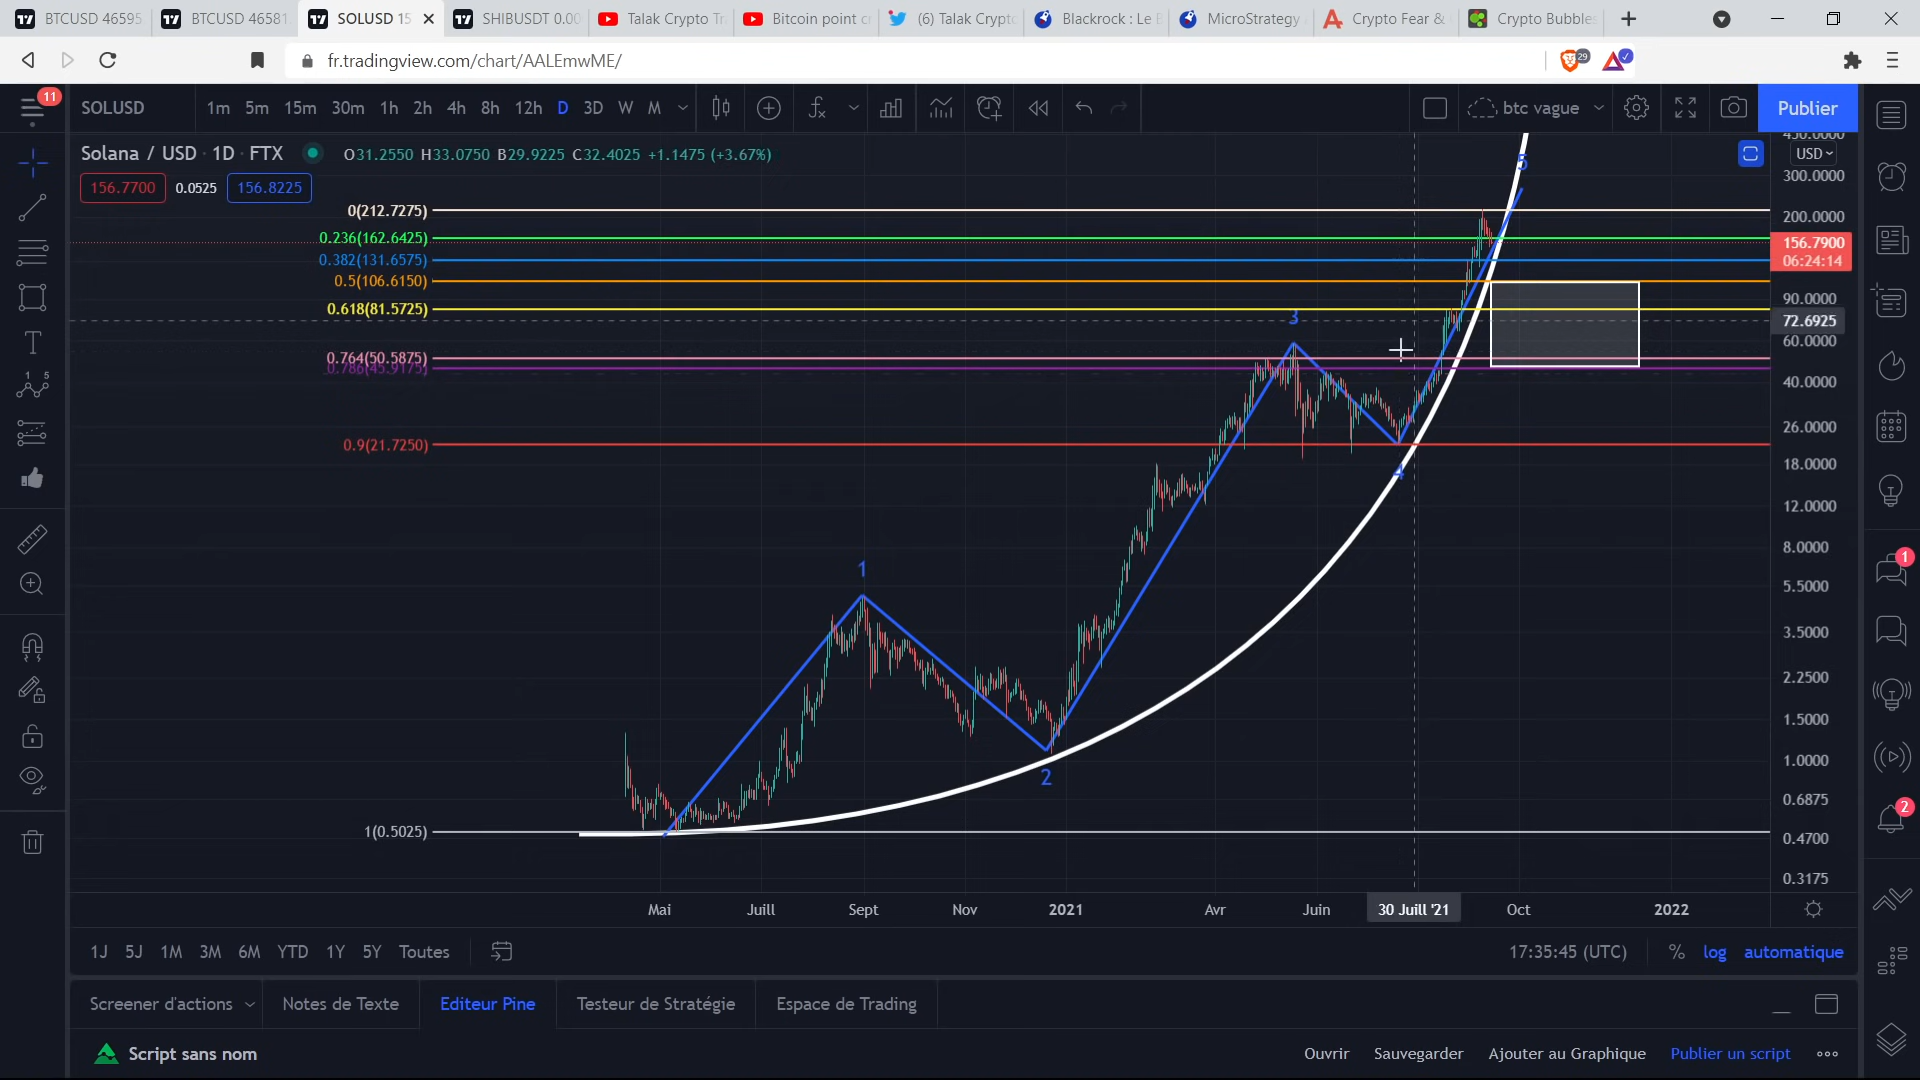 BTCUSD 46595
BTCUSD 46581.
SOLUSD 15
SHIBUSDT 0.00
Talak Crypto Tr
Bitcoin point cr
(6) Talak Crypto
Blackrock : Le B
MicroStrategy
Crypto Fear &
Crypto Bubbles
fr.tradingview.com/chart/AALEmwME/
29
11
SOLUSD
1m 5m 15m 30m 1h 2h 4h 8h 12h D 3D W M
btc vague
Publier
Solana / USD · 1D · FTX
O31.2550 H33.0750 B29.9225 C32.4025 +1.1475 (+3.67%)
156.7700 0.0525 156.8225
USD
450.0000
300.0000
200.0000
156.7900
06:24:14
90.0000
72.6925
60.0000
40.0000
26.0000
18.0000
12.0000
8.0000
5.5000
3.5000
2.2500
1.5000
1.0000
0.6875
0.4700
0.3175
0(212.7275)
0.236(162.6425)
0.382(131.6575)
0.5(106.6150)
0.618(81.5725)
0.764(50.5875)
0.786(45.9175)
0.9(21.7250)
1(0.5025)
1
2
3
4
5
1
2
Mai Juill Sept Nov 2021 Avr Juin 30 Juill '21 Oct 2022
1J 5J 1M 3M 6M YTD 1Y 5Y Toutes
17:35:45 (UTC) % log automatique
Screener d'actions Notes de Texte Editeur Pine Testeur de Stratégie Espace de Trading
Script sans nom
Ouvrir Sauvegarder Ajouter au Graphique Publier un script